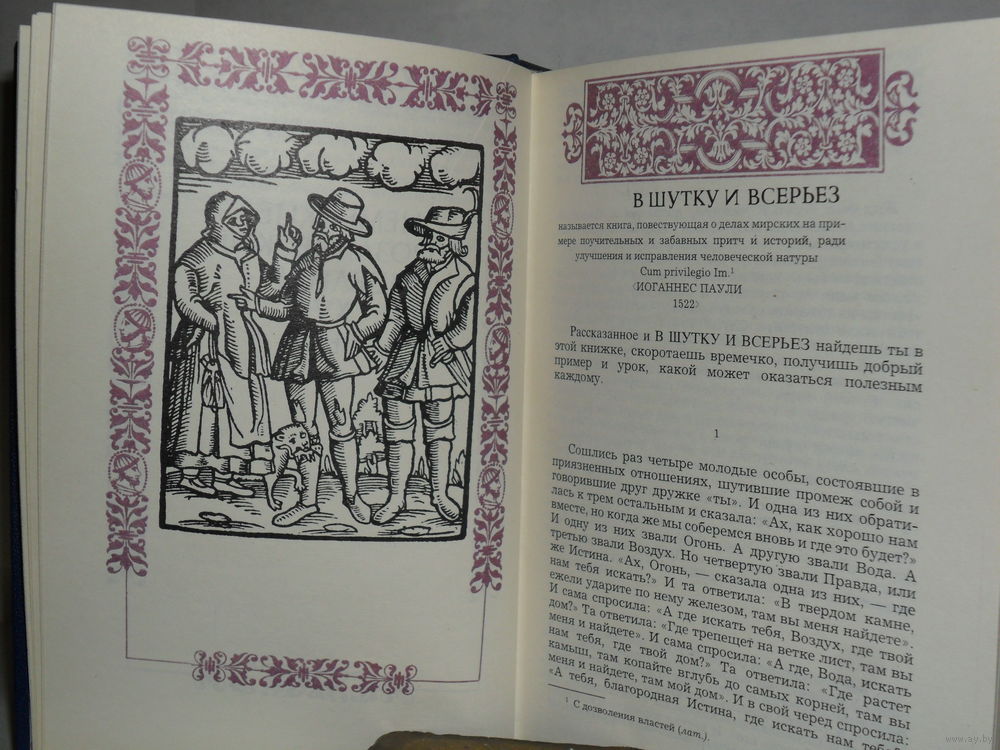 В ШУТКУ И ВСЕРЬЕЗ
называется книга, повествующая о делах мирских на при-
мере поучительных и забавных притч и историй, ради
улучшения и исправления человеческой натуры
Cum privilegio Im.¹
〈ИОГАННЕС ПАУЛИ
1522〉
Рассказанное и В ШУТКУ И ВСЕРЬЕЗ найдешь ты в
этой книжке, скоротаешь времечко, получишь добрый
пример и урок, какой может оказаться полезным
каждому.
1
Сошлись раз четыре молодые особы, состоявшие в
приязненных отношениях, шутившие промеж собой и
говорившие друг дружке «ты». И одна из них обрати-
лась к трем остальным и сказала: «Ах, как хорошо нам
вместе, но когда же мы соберемся вновь и где это будет?»
И одну из них звали Огонь. А другую звали Вода. А
третью звали Воздух. Но четвертую звали Правда, или
же Истина. «Ах, Огонь, — сказала одна из них, — где
нам тебя искать?» И та ответила: «В твердом камне,
ежели ударите по нему железом, там вы меня найдете».
И сама спросила: «А где искать тебя, Воздух, где твой
дом?» Та ответила: «Где трепещет на ветке лист, там вы
меня и найдете». И сама спросила: «А где, Вода, искать
нам тебя, где твой дом?» Та ответила: «Где растет
камыш, там копайте вглубь до самых корней, там вы
меня и найдете, там мой дом». И в свой черед спросила:
«А тебя, благородная Истина, где искать нам тебя?
¹ С дозволения властей (лат.).
www.ay.by